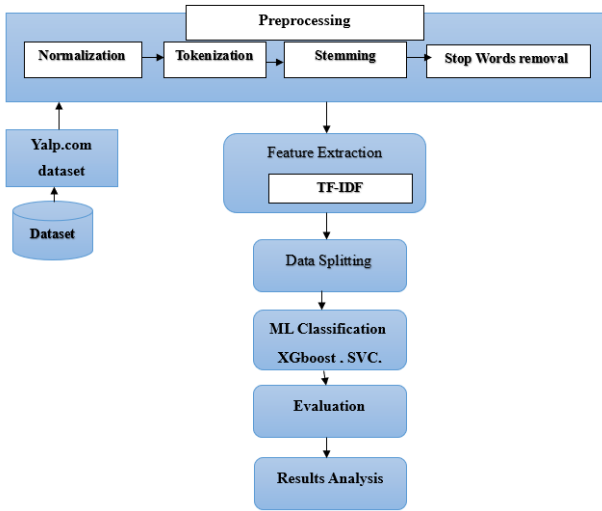 Preprocessing
Normalization
Tokenization
Stemming
Stop Words removal
Yalp.com
dataset
Dataset
Feature Extraction
TF-IDF
Data Splitting
ML Classification
XGboost . SVC.
Evaluation
Results Analysis